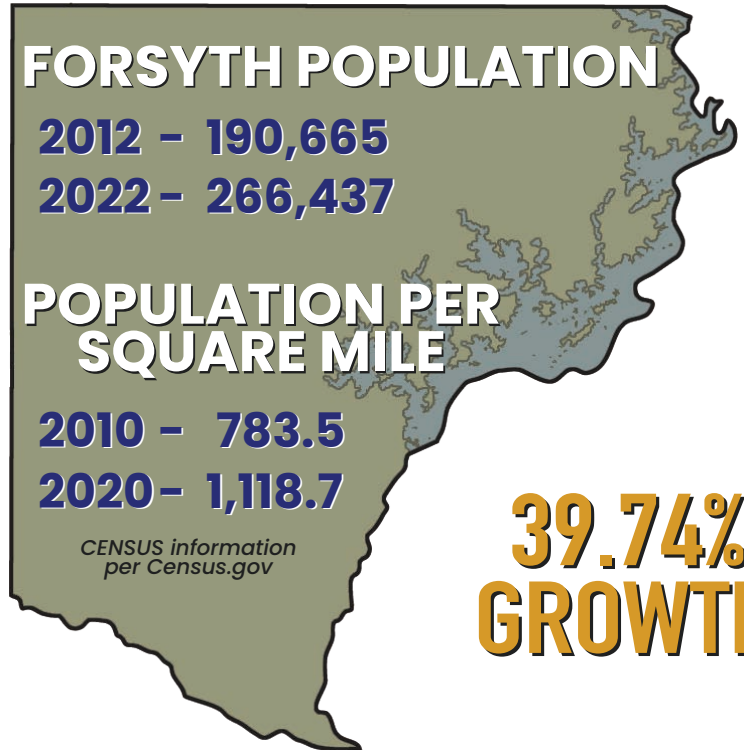 FORSYTH POPULATION
2012 - 190,665
2022 - 266,437
POPULATION PER
SQUARE MILE
2010 - 783.5
2020 - 1,118.7
CENSUS information
per Census.gov
39.74%
GROWTH